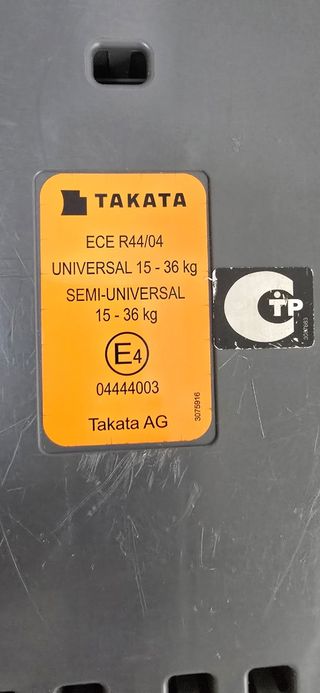 TAKATA
ECE R44/04
UNIVERSAL 15 - 36 kg
SEMI-UNIVERSAL
15 - 36 kg
E4
04444003
Takata AG
3075916
TP